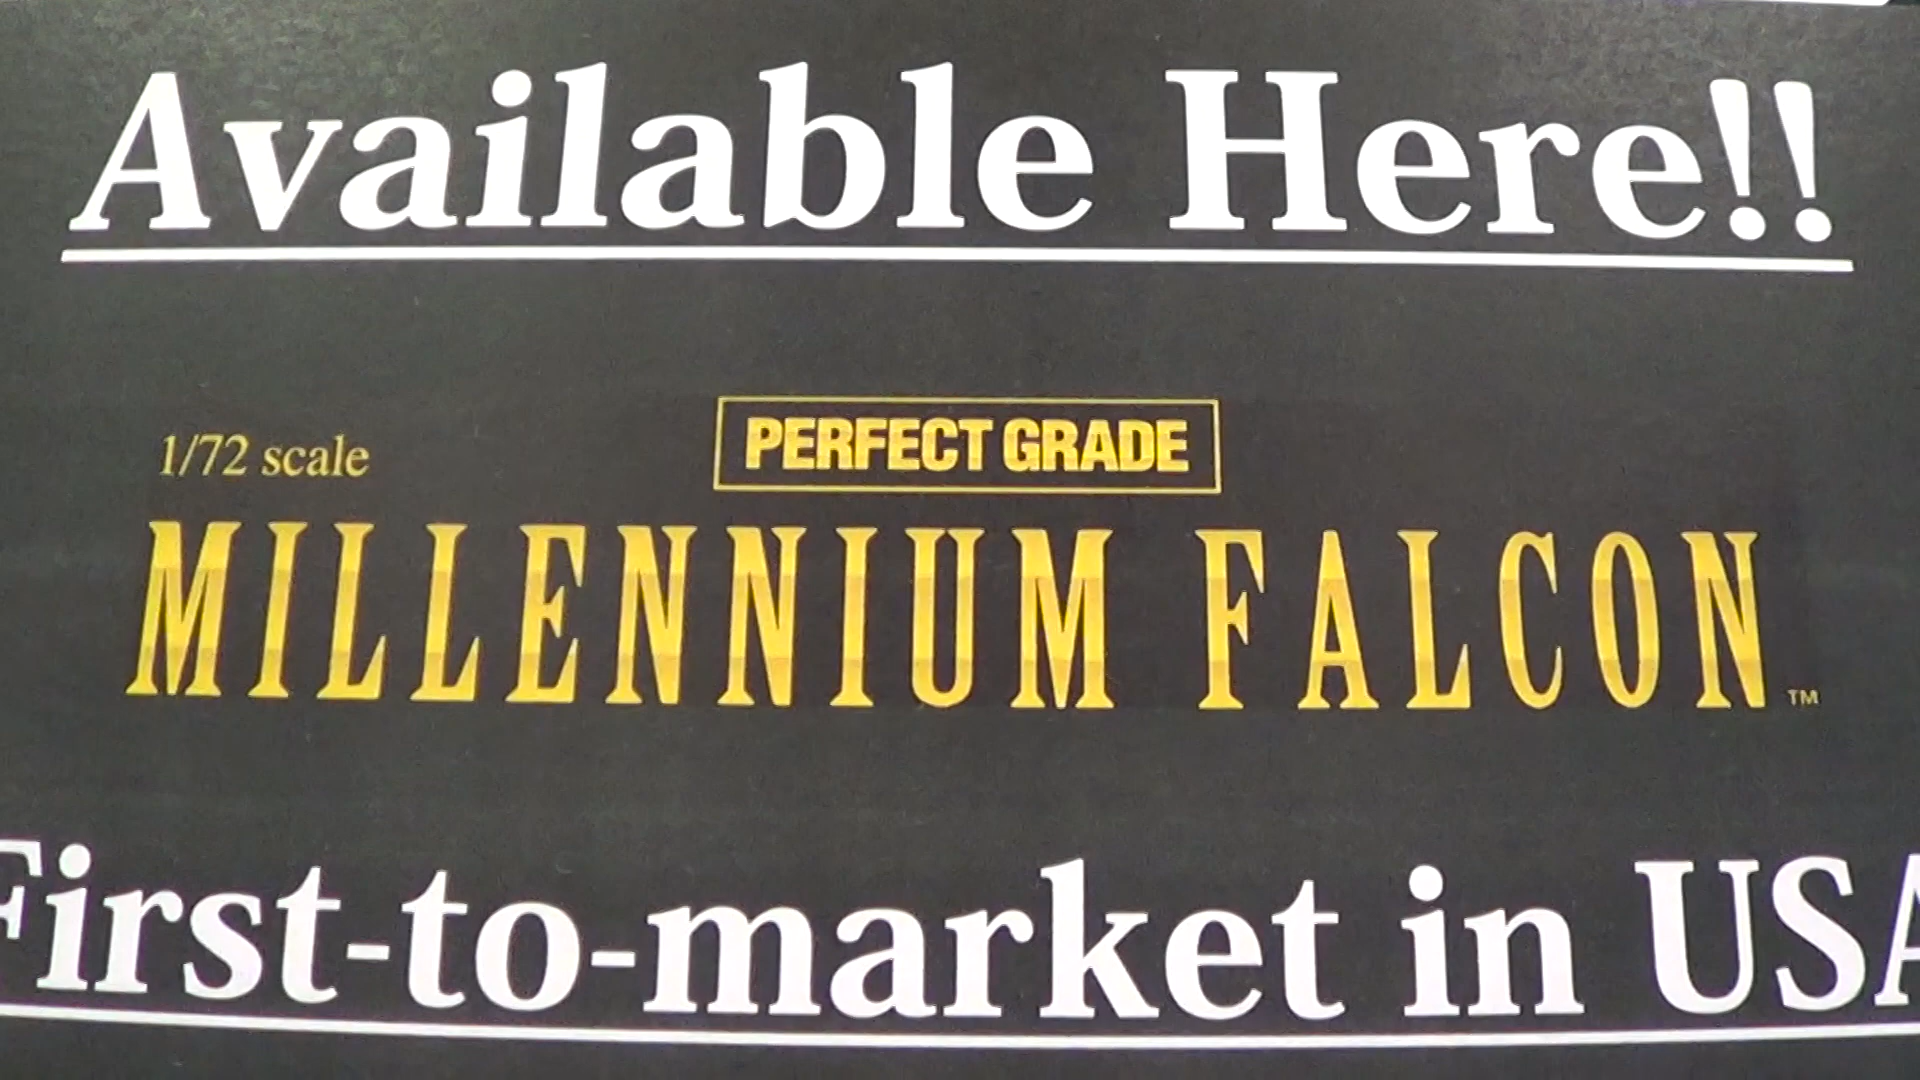 Available Here!!
1/72 scale
PERFECT GRADE
MILLENNIUM FALCON™
First-to-market in USA